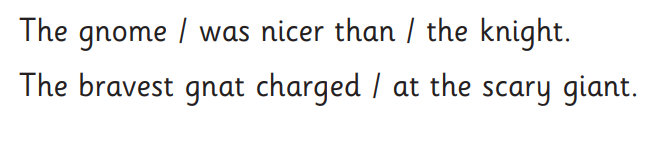 The gnome / was nicer than / the knight.
The bravest gnat charged / at the scary giant.